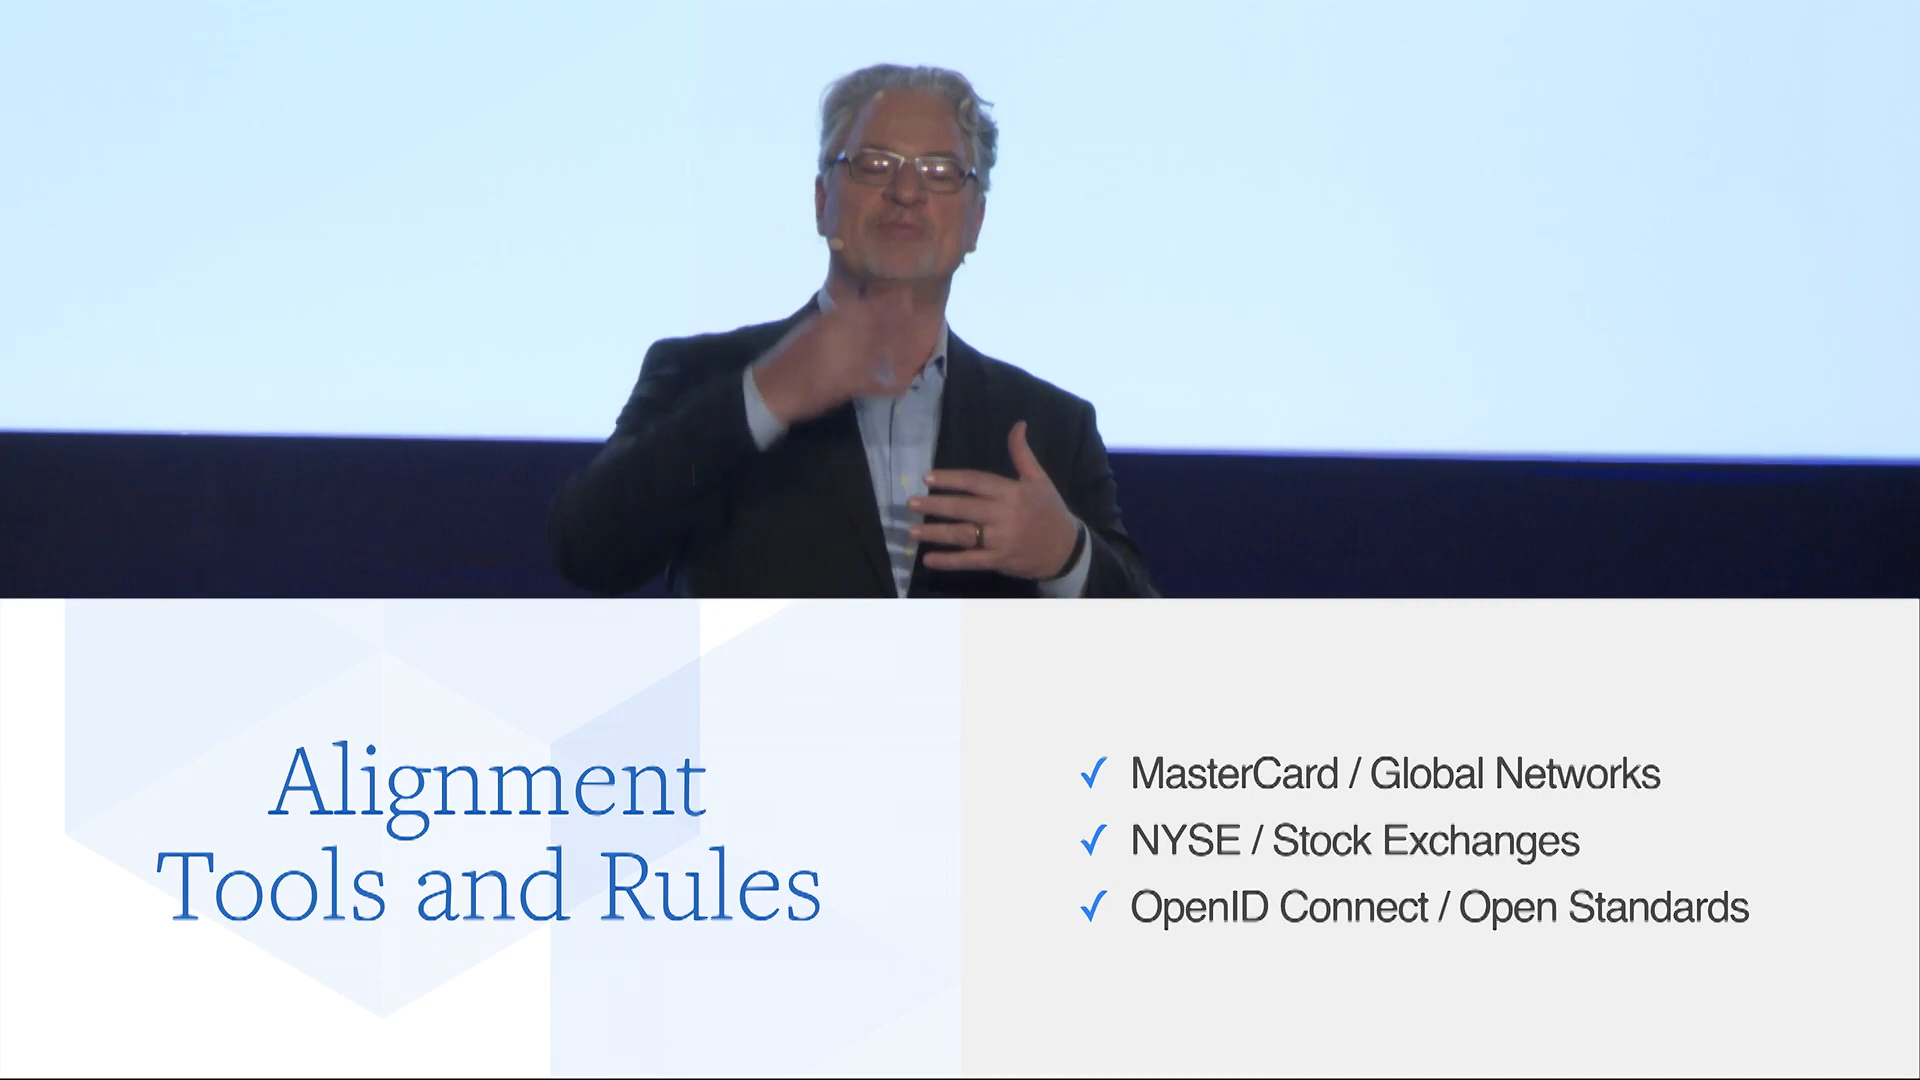 Alignment
Tools and Rules
✓ MasterCard / Global Networks
✓ NYSE / Stock Exchanges
✓ OpenID Connect / Open Standards